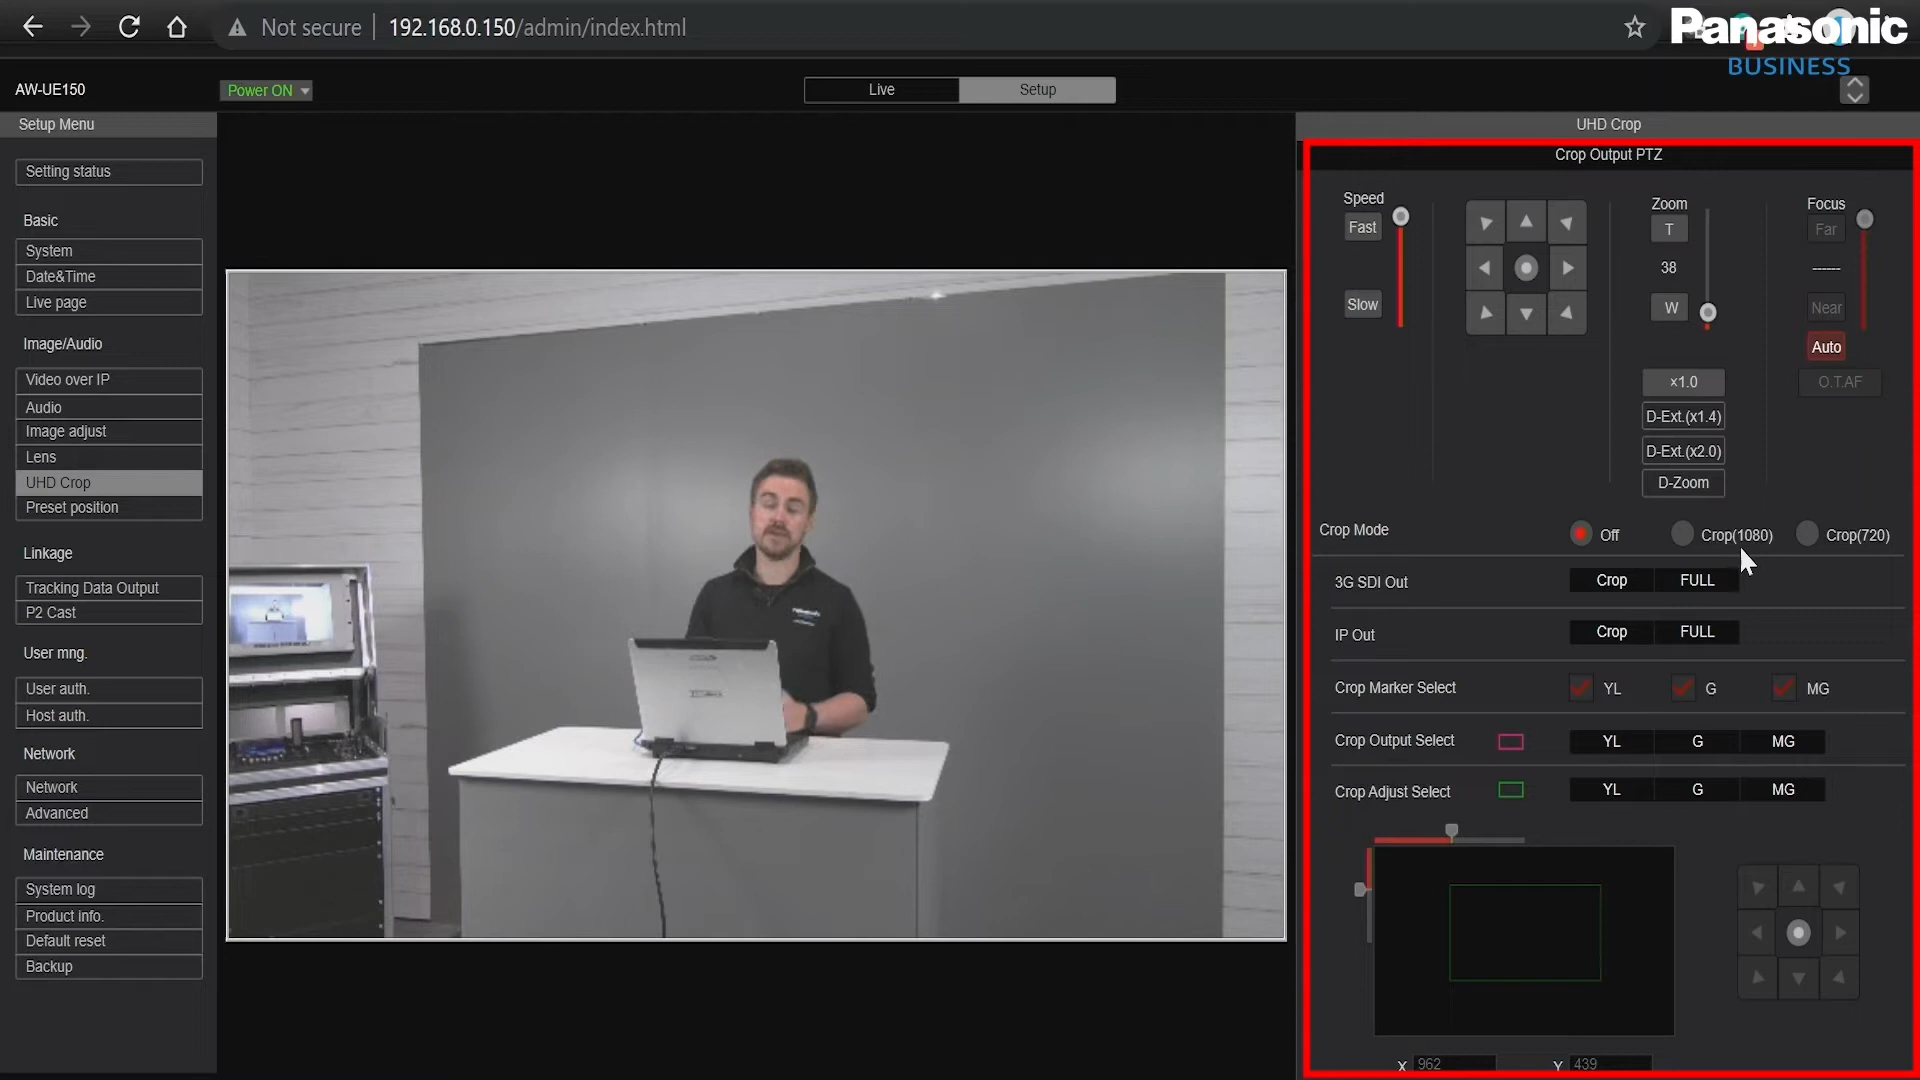 Not secure
192.168.0.150/admin/index.html
Panasonic
BUSINESS
AW-UE150
Power ON
Live
Setup
Setup Menu
Setting status
Basic
System
Date&Time
Live page
Image/Audio
Video over IP
Audio
Image adjust
Lens
UHD Crop
Preset position
Linkage
Tracking Data Output
P2 Cast
User mng.
User auth.
Host auth.
Network
Network
Advanced
Maintenance
System log
Product info.
Default reset
Backup
UHD Crop
Crop Output PTZ
Speed
Fast
Slow
Zoom
T
38
W
×1.0
D-Ext.(x1.4)
D-Ext.(x2.0)
D-Zoom
Focus
Far
------
Near
Auto
O.T.AF
Crop Mode
Off
Crop(1080)
Crop(720)
3G SDI Out
Crop
FULL
IP Out
Crop
FULL
Crop Marker Select
YL
G
MG
Crop Output Select
YL
G
MG
Crop Adjust Select
YL
G
MG
X 962
Y 439